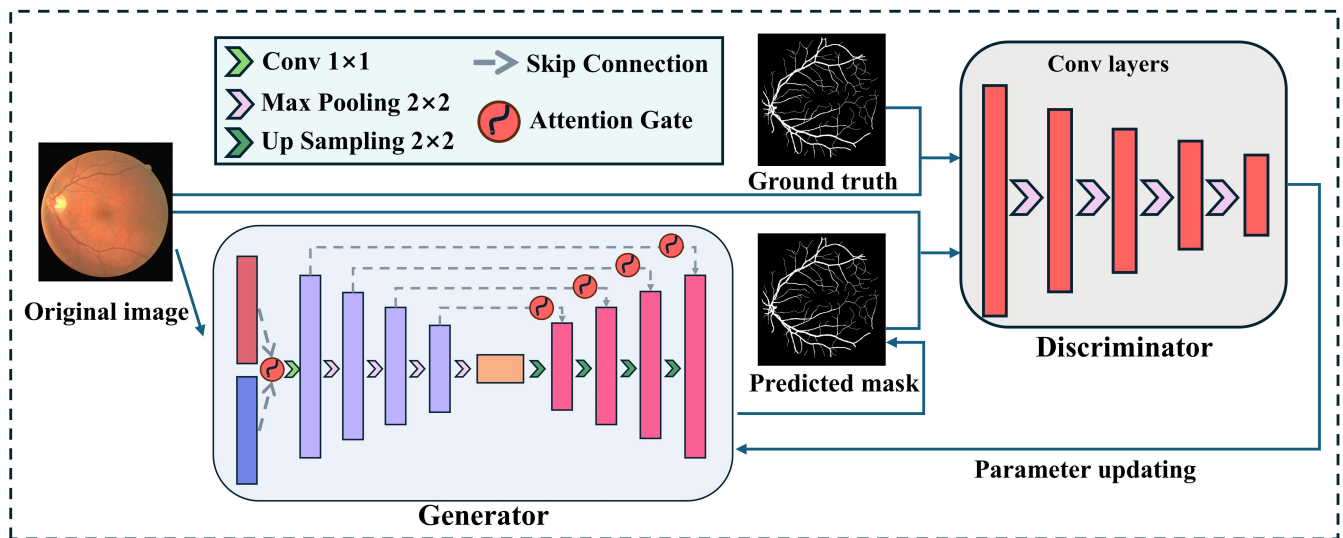 Conv 1×1
Max Pooling 2×2
Up Sampling 2×2
Skip Connection
Attention Gate
Original image
Ground truth
Predicted mask
Conv layers
Discriminator
Parameter updating
Generator